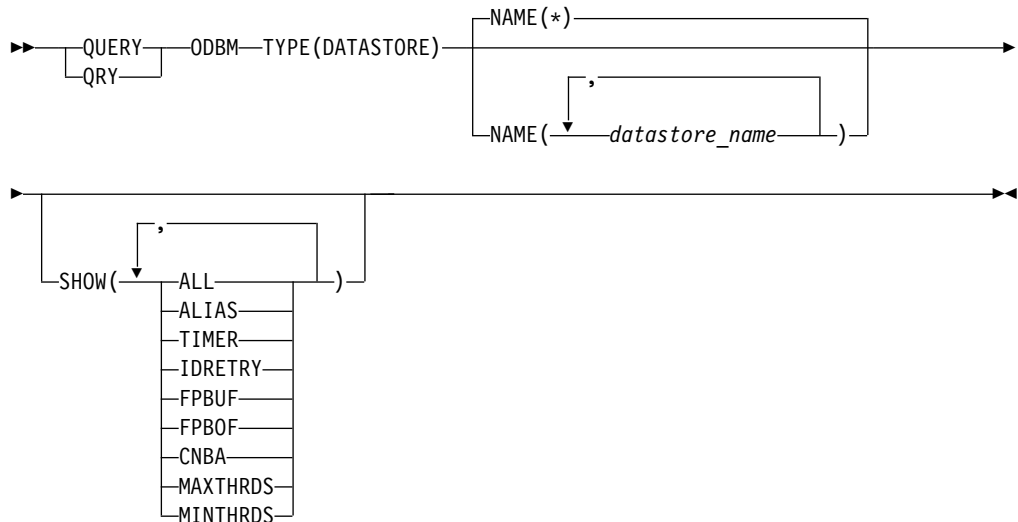 NAME(*)
QUERY ODBM TYPE(DATASTORE)
QRY
,
NAME( datastore_name )
,
SHOW( ALL )
ALIAS
TIMER
IDRETRY
FPBUF
FPBOF
CNBA
MAXTHRDS
MINTHRDS